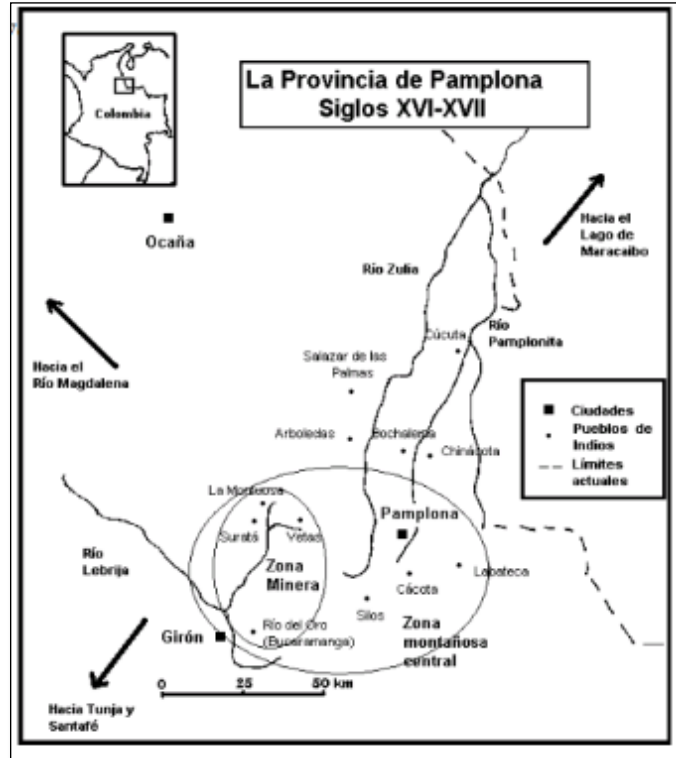 La Provincia de Pamplona
Siglos XVI-XVII
Colombia
Ocaña
Hacia el
Lago de
Maracaibo
Río Zulia
Hacia el
Río Magdalena
Cúcuta
Río
Pamplonita
Salazar de las
Palmas
Ciudades
Pueblos de
Indios
Límites
actuales
Arboledas
Bochalema
Chinácota
La Montuosa
Pamplona
Suratá
Vetas
Río
Lebrija
Zona
Minera
Labateca
Cácota
Silos
Río del Oro
(Bucaramanga)
Zona
montañosa
central
Girón
0
25
50 km
Hacia Tunja y
Santafé